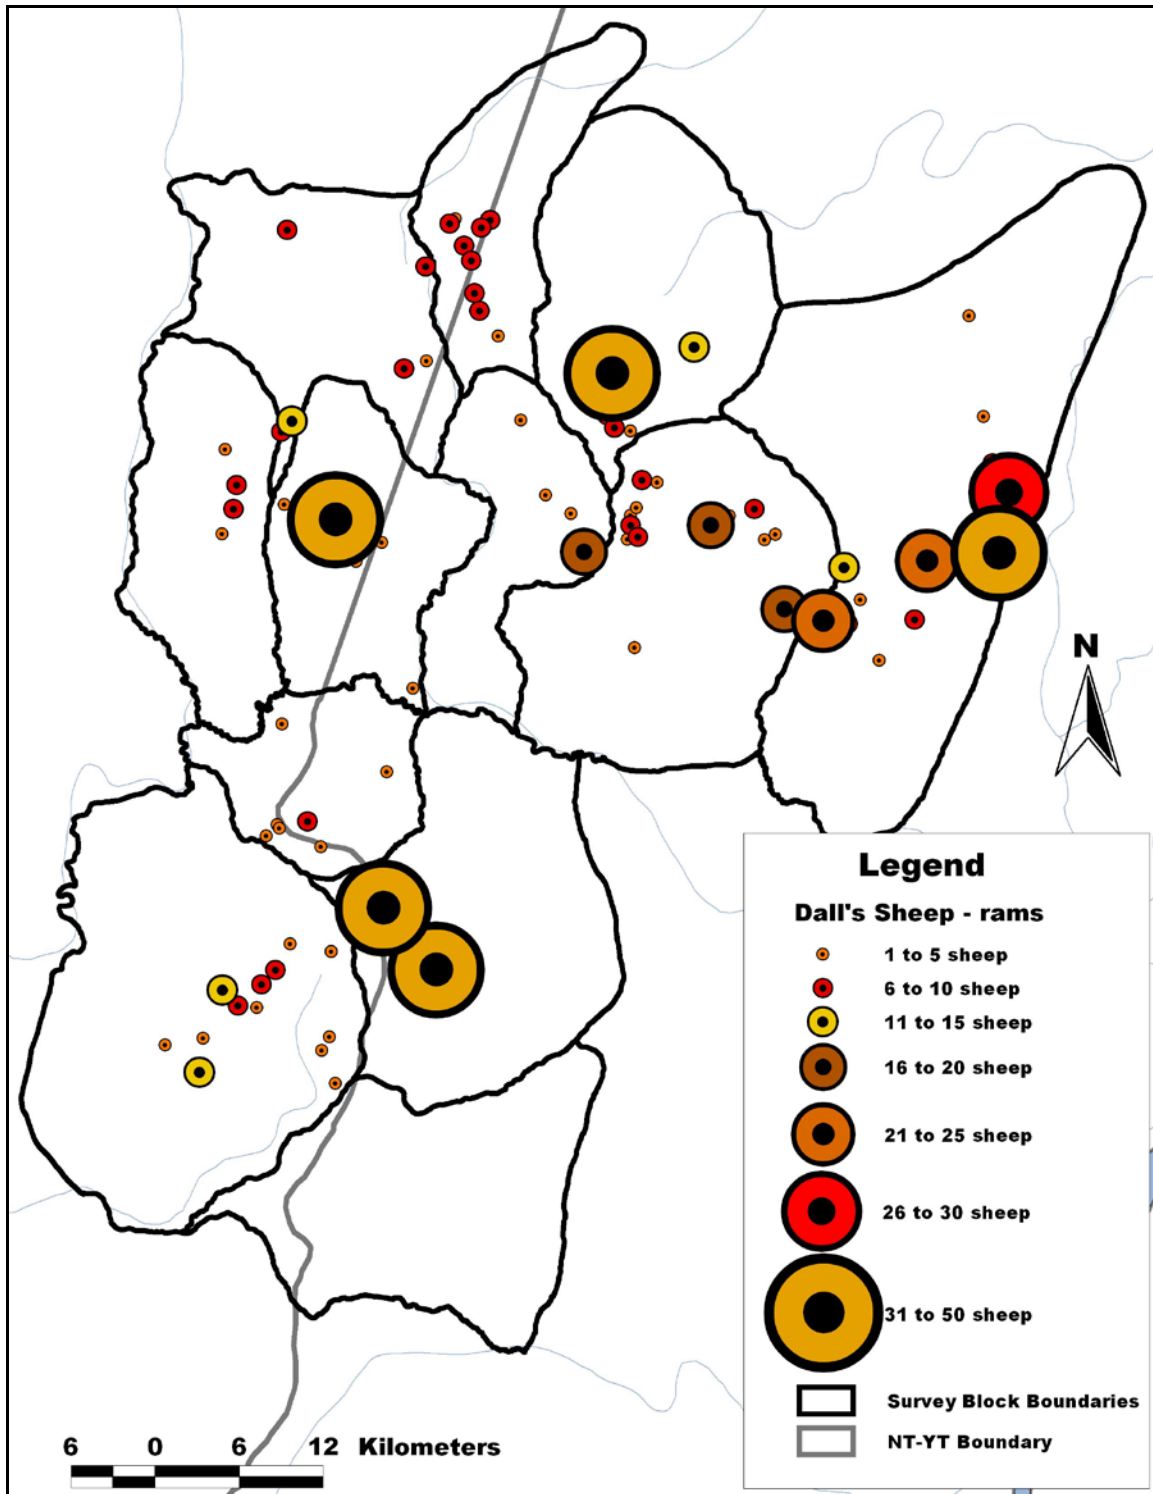 N
Legend
Dall's Sheep - rams
1 to 5 sheep
6 to 10 sheep
11 to 15 sheep
16 to 20 sheep
21 to 25 sheep
26 to 30 sheep
31 to 50 sheep
Survey Block Boundaries
NT-YT Boundary
6 0 6 12 Kilometers